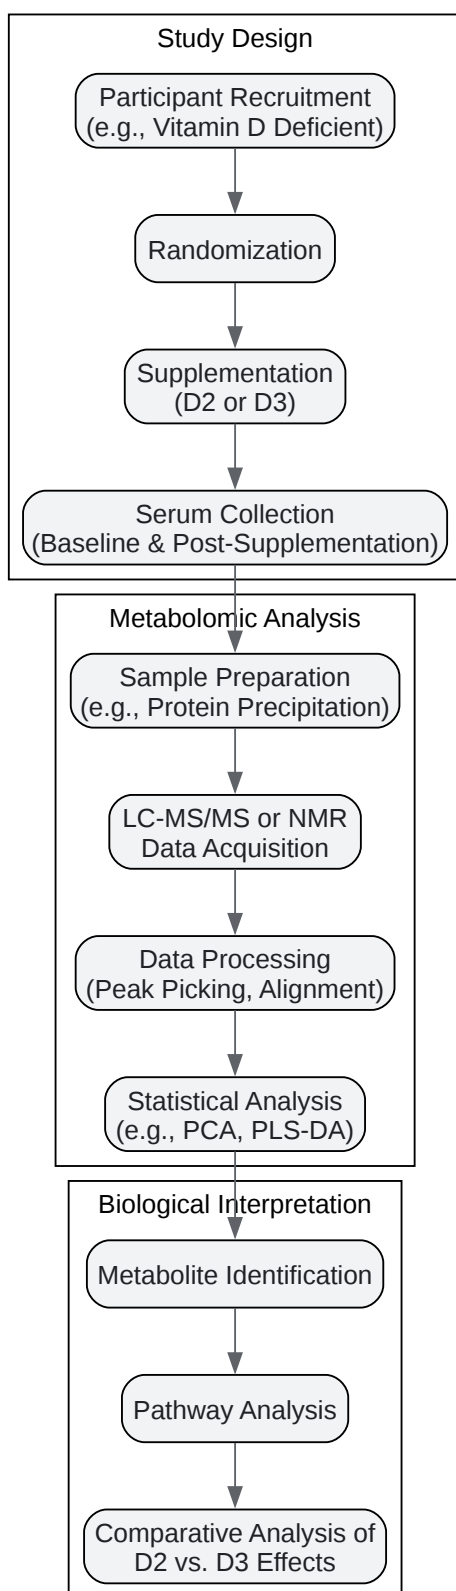 Study Design
Participant Recruitment
(e.g., Vitamin D Deficient)
Randomization
Supplementation
(D2 or D3)
Serum Collection
(Baseline & Post-Supplementation)
Metabolomic Analysis
Sample Preparation
(e.g., Protein Precipitation)
LC-MS/MS or NMR
Data Acquisition
Data Processing
(Peak Picking, Alignment)
Statistical Analysis
(e.g., PCA, PLS-DA)
Biological Interpretation
Metabolite Identification
Pathway Analysis
Comparative Analysis of
D2 vs. D3 Effects